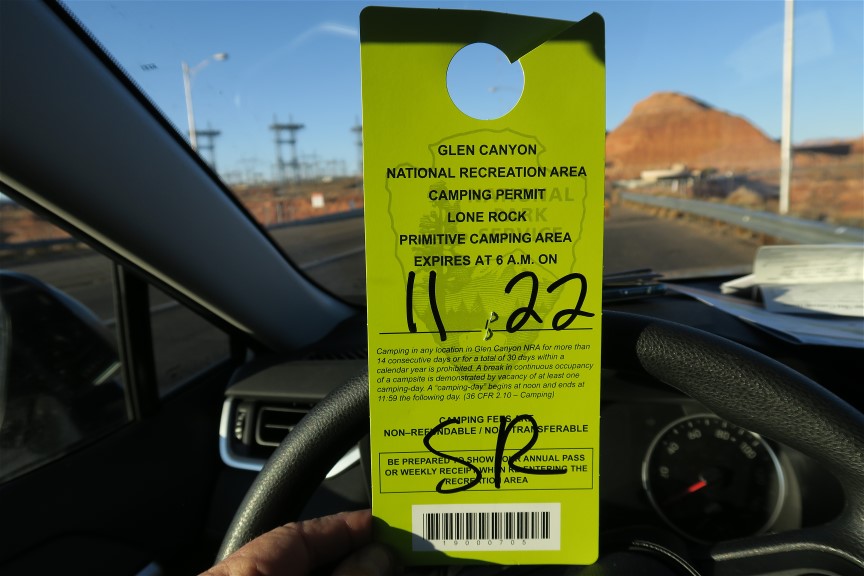 GLEN CANYON
NATIONAL RECREATION AREA
CAMPING PERMIT
LONE ROCK
PRIMITIVE CAMPING AREA
EXPIRES AT 6 A.M. ON
11 22
Camping in any location in Glen Canyon NRA for more than
14 consecutive days or for a total of 30 days within a
calendar year is prohibited. A break in continuous occupancy
of a campsite is demonstrated by vacancy of at least one
camping-day. A "camping-day" begins at noon and ends at
11:59 the following day. (36 CFR 2.10 – Camping)
CAMPING FEES ARE
NON–REFUNDABLE / NON–TRANSFERABLE
SR
BE PREPARED TO SHOW YOUR ANNUAL PASS
OR WEEKLY RECEIPT WHEN RE-ENTERING THE
RECREATION AREA
19000705
NATIONAL
PARK
SERVICE